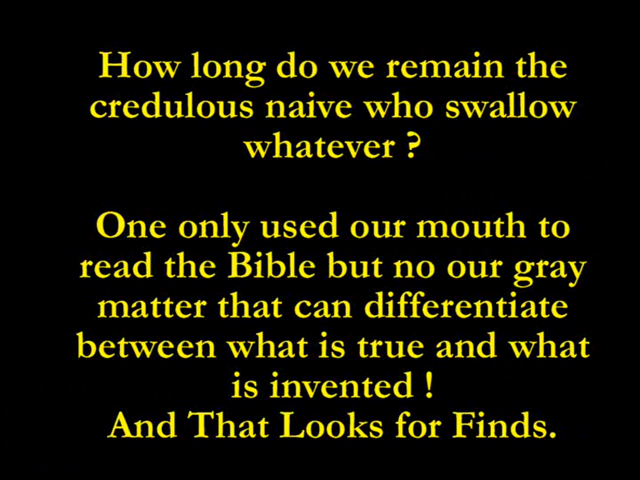 How long do we remain the
credulous naive who swallow
whatever ?
One only used our mouth to
read the Bible but no our gray
matter that can differentiate
between what is true and what
is invented !
And That Looks for Finds.